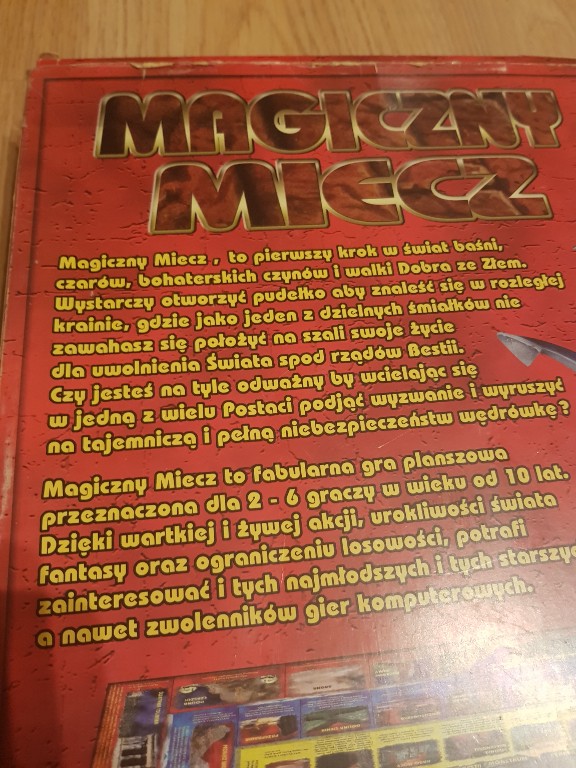 MAGICZNY
MIECZ
Magiczny Miecz , to pierwszy krok w świat baśni,
czarów, bohaterskich czynów i walki Dobra ze Złem.
Wystarczy otworzyć pudełko aby znaleść się w rozległej
krainie, gdzie jako jeden z dzielnych śmiałków nie
zawahasz się położyć na szali swoje życie
dla uwolnienia Świata spod rządów Bestii.
Czy jesteś na tyle odważny by wcielając się
w jedną z wielu Postaci podjąć wyzwanie i wyruszyć
na tajemniczą i pełną niebezpieczeństw wędrówkę?
Magiczny Miecz to fabularna gra planszowa
przeznaczona dla 2 - 6 graczy w wieku od 10 lat.
Dzięki wartkiej i żywej akcji, urokliwości świata
fantasy oraz ograniczeniu losowości, potrafi
zainteresować i tych najmłodszych i tych starszyc
a nawet zwolenników gier komputerowych.